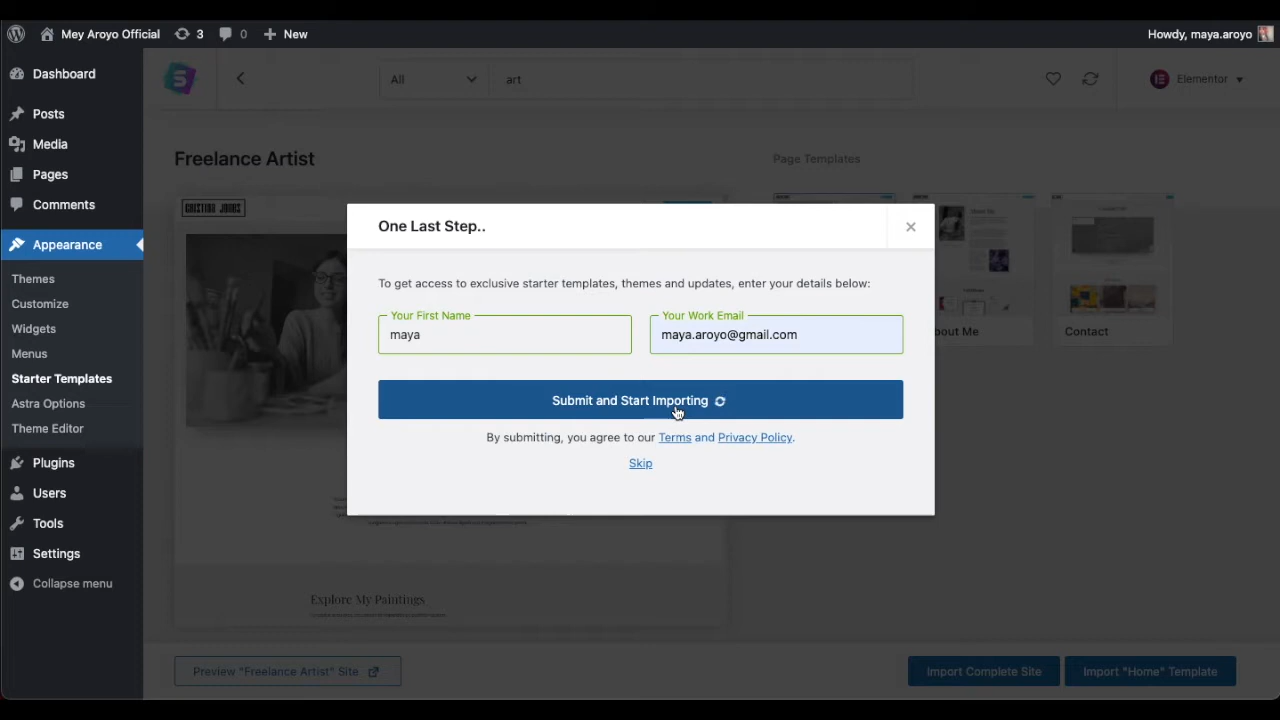 Mey Aroyo Official 3 0 New Howdy, maya.aroyo
Dashboard
Posts
Media
Pages
Comments
Appearance
Themes
Customize
Widgets
Menus
Starter Templates
Astra Options
Theme Editor
Plugins
Users
Tools
Settings
Collapse menu
All art Elementor
Freelance Artist
Page Templates
One Last Step..
To get access to exclusive starter templates, themes and updates, enter your details below:
Your First Name
maya
Your Work Email
maya.aroyo@gmail.com
Submit and Start Importing
By submitting, you agree to our Terms and Privacy Policy.
Skip
Me
Contact
Explore My Paintings
Preview "Freelance Artist" Site
Import Complete Site
Import "Home" Template